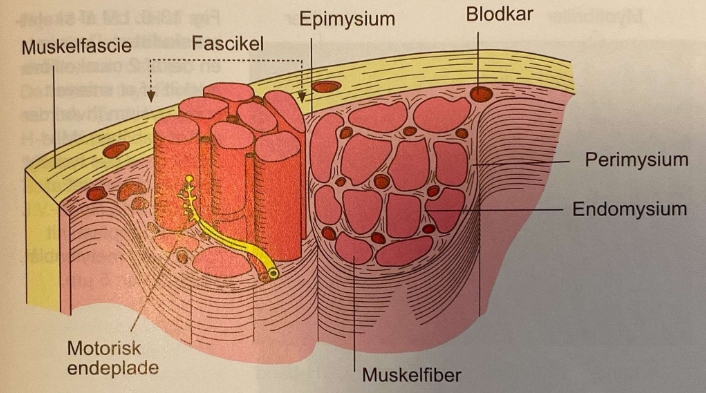 Epimysium
Blodkar
Muskelfascie
Fascikel
Perimysium
Endomysium
Motorisk
endeplade
Muskelfiber